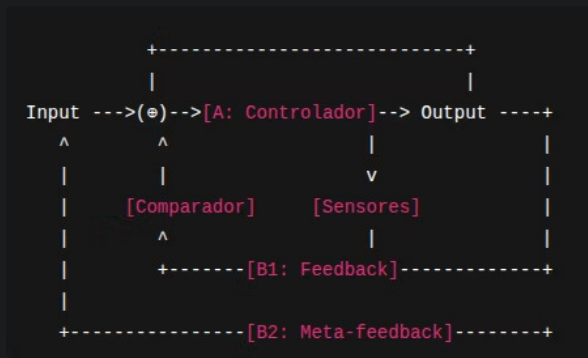 +-----------------------------+
|                             |
Input --->(⊕)-->[A: Controlador]--> Output ----+
^ ^ | |
| | v |
| [Comparador] [Sensores] |
| ^ | |
| +-------[B1: Feedback]-------------+
|
+----------------[B2: Meta-feedback]--------+